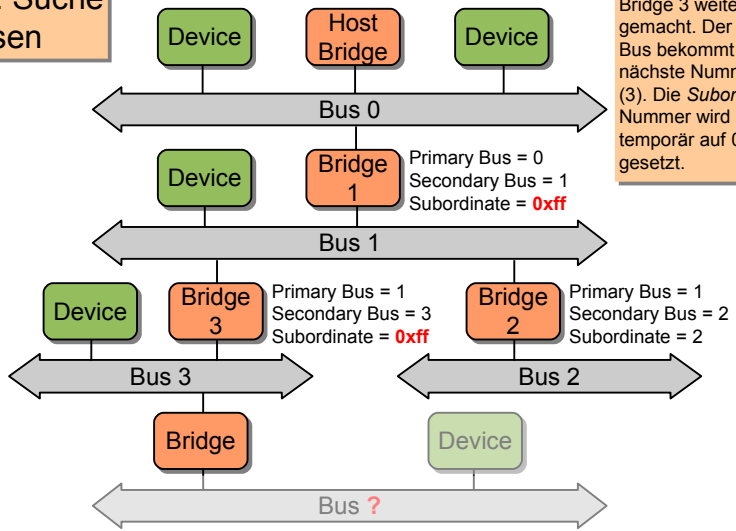 Suche
sen
Device
Host
Bridge
Device
Bridge 3 weite
gemacht. Der
Bus bekommt
nächste Numm
(3). Die Subor
Nummer wird
temporär auf 0
gesetzt.
Bus 0
Device
Bridge
1
Primary Bus = 0
Secondary Bus = 1
Subordinate = 0xff
Bus 1
Device
Bridge
3
Primary Bus = 1
Secondary Bus = 3
Subordinate = 0xff
Bridge
2
Primary Bus = 1
Secondary Bus = 2
Subordinate = 2
Bus 3
Bus 2
Bridge
Device
Bus ?